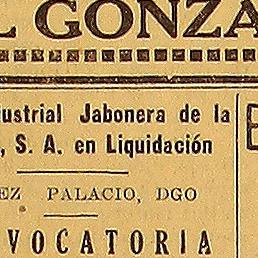 L GONZA
ustrial Jabonera de la
, S. A. en Liquidación
EZ PALACIO, DGO
VOCATORIA